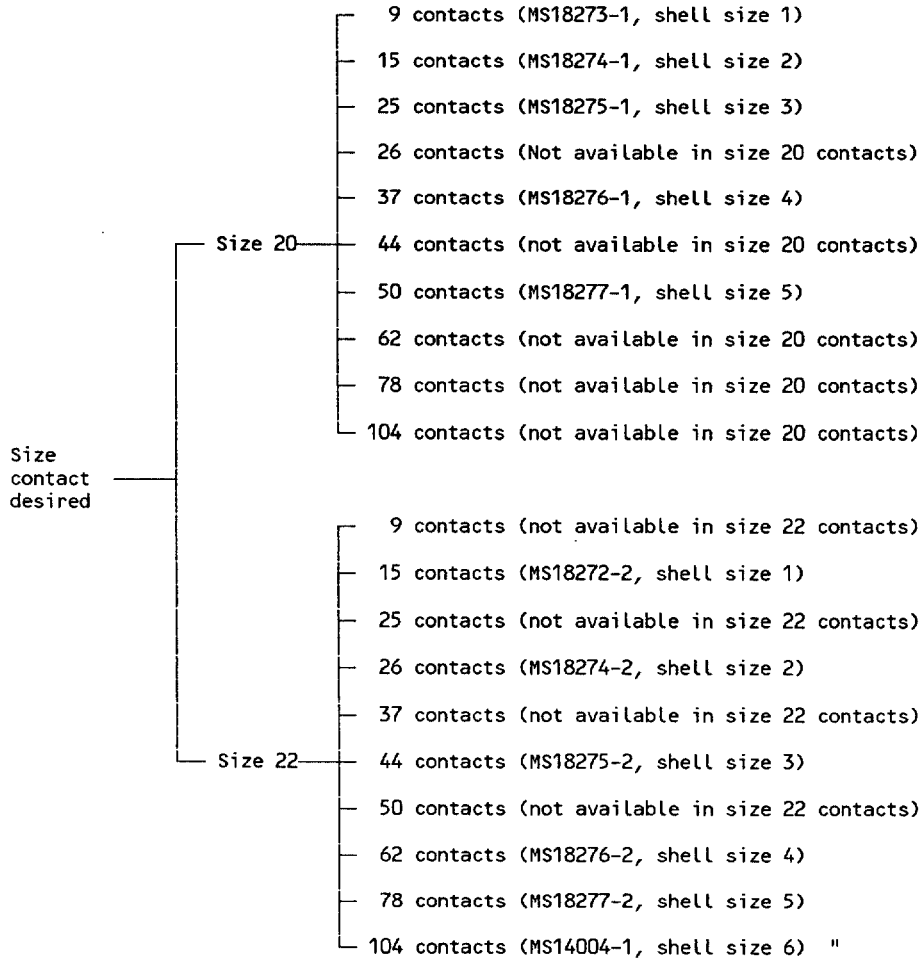 9 contacts (MS18273-1, shell size 1)
15 contacts (MS18274-1, shell size 2)
25 contacts (MS18275-1, shell size 3)
26 contacts (Not available in size 20 contacts)
37 contacts (MS18276-1, shell size 4)
Size 20 44 contacts (not available in size 20 contacts)
50 contacts (MS18277-1, shell size 5)
62 contacts (not available in size 20 contacts)
78 contacts (not available in size 20 contacts)
104 contacts (not available in size 20 contacts)
Size
contact
desired
9 contacts (not available in size 22 contacts)
15 contacts (MS18272-2, shell size 1)
25 contacts (not available in size 22 contacts)
26 contacts (MS18274-2, shell size 2)
37 contacts (not available in size 22 contacts)
Size 22 44 contacts (MS18275-2, shell size 3)
50 contacts (not available in size 22 contacts)
62 contacts (MS18276-2, shell size 4)
78 contacts (MS18277-2, shell size 5)
104 contacts (MS14004-1, shell size 6) "